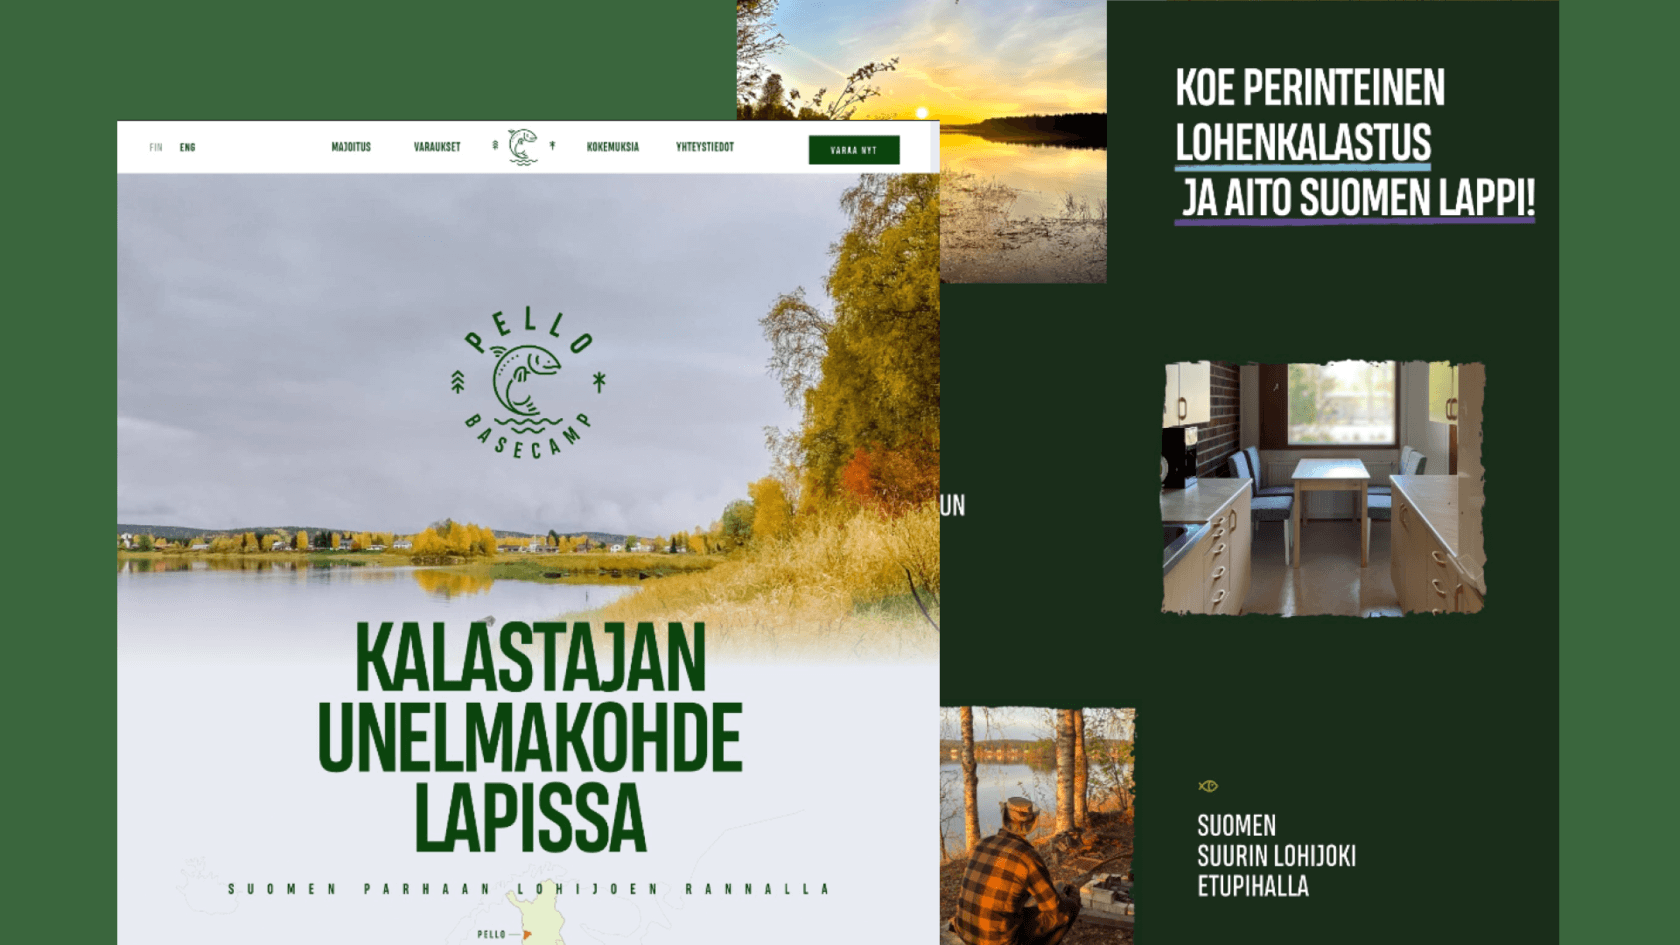 FIN ENG MAJOITUS VARAUKSET KOKEMUKSIA YHTEYSTIEDOT VARAA NYT
PELLO
BASECAMP
KALASTAJAN
UNELMAKOHDE
LAPISSA
SUOMEN PARHAAN LOHIJOEN RANNALLA
PELLO
KOE PERINTEINEN
LOHENKALASTUS
JA AITO SUOMEN LAPPI!
UN
SUOMEN
SUURIN LOHIJOKI
ETUPIHALLA